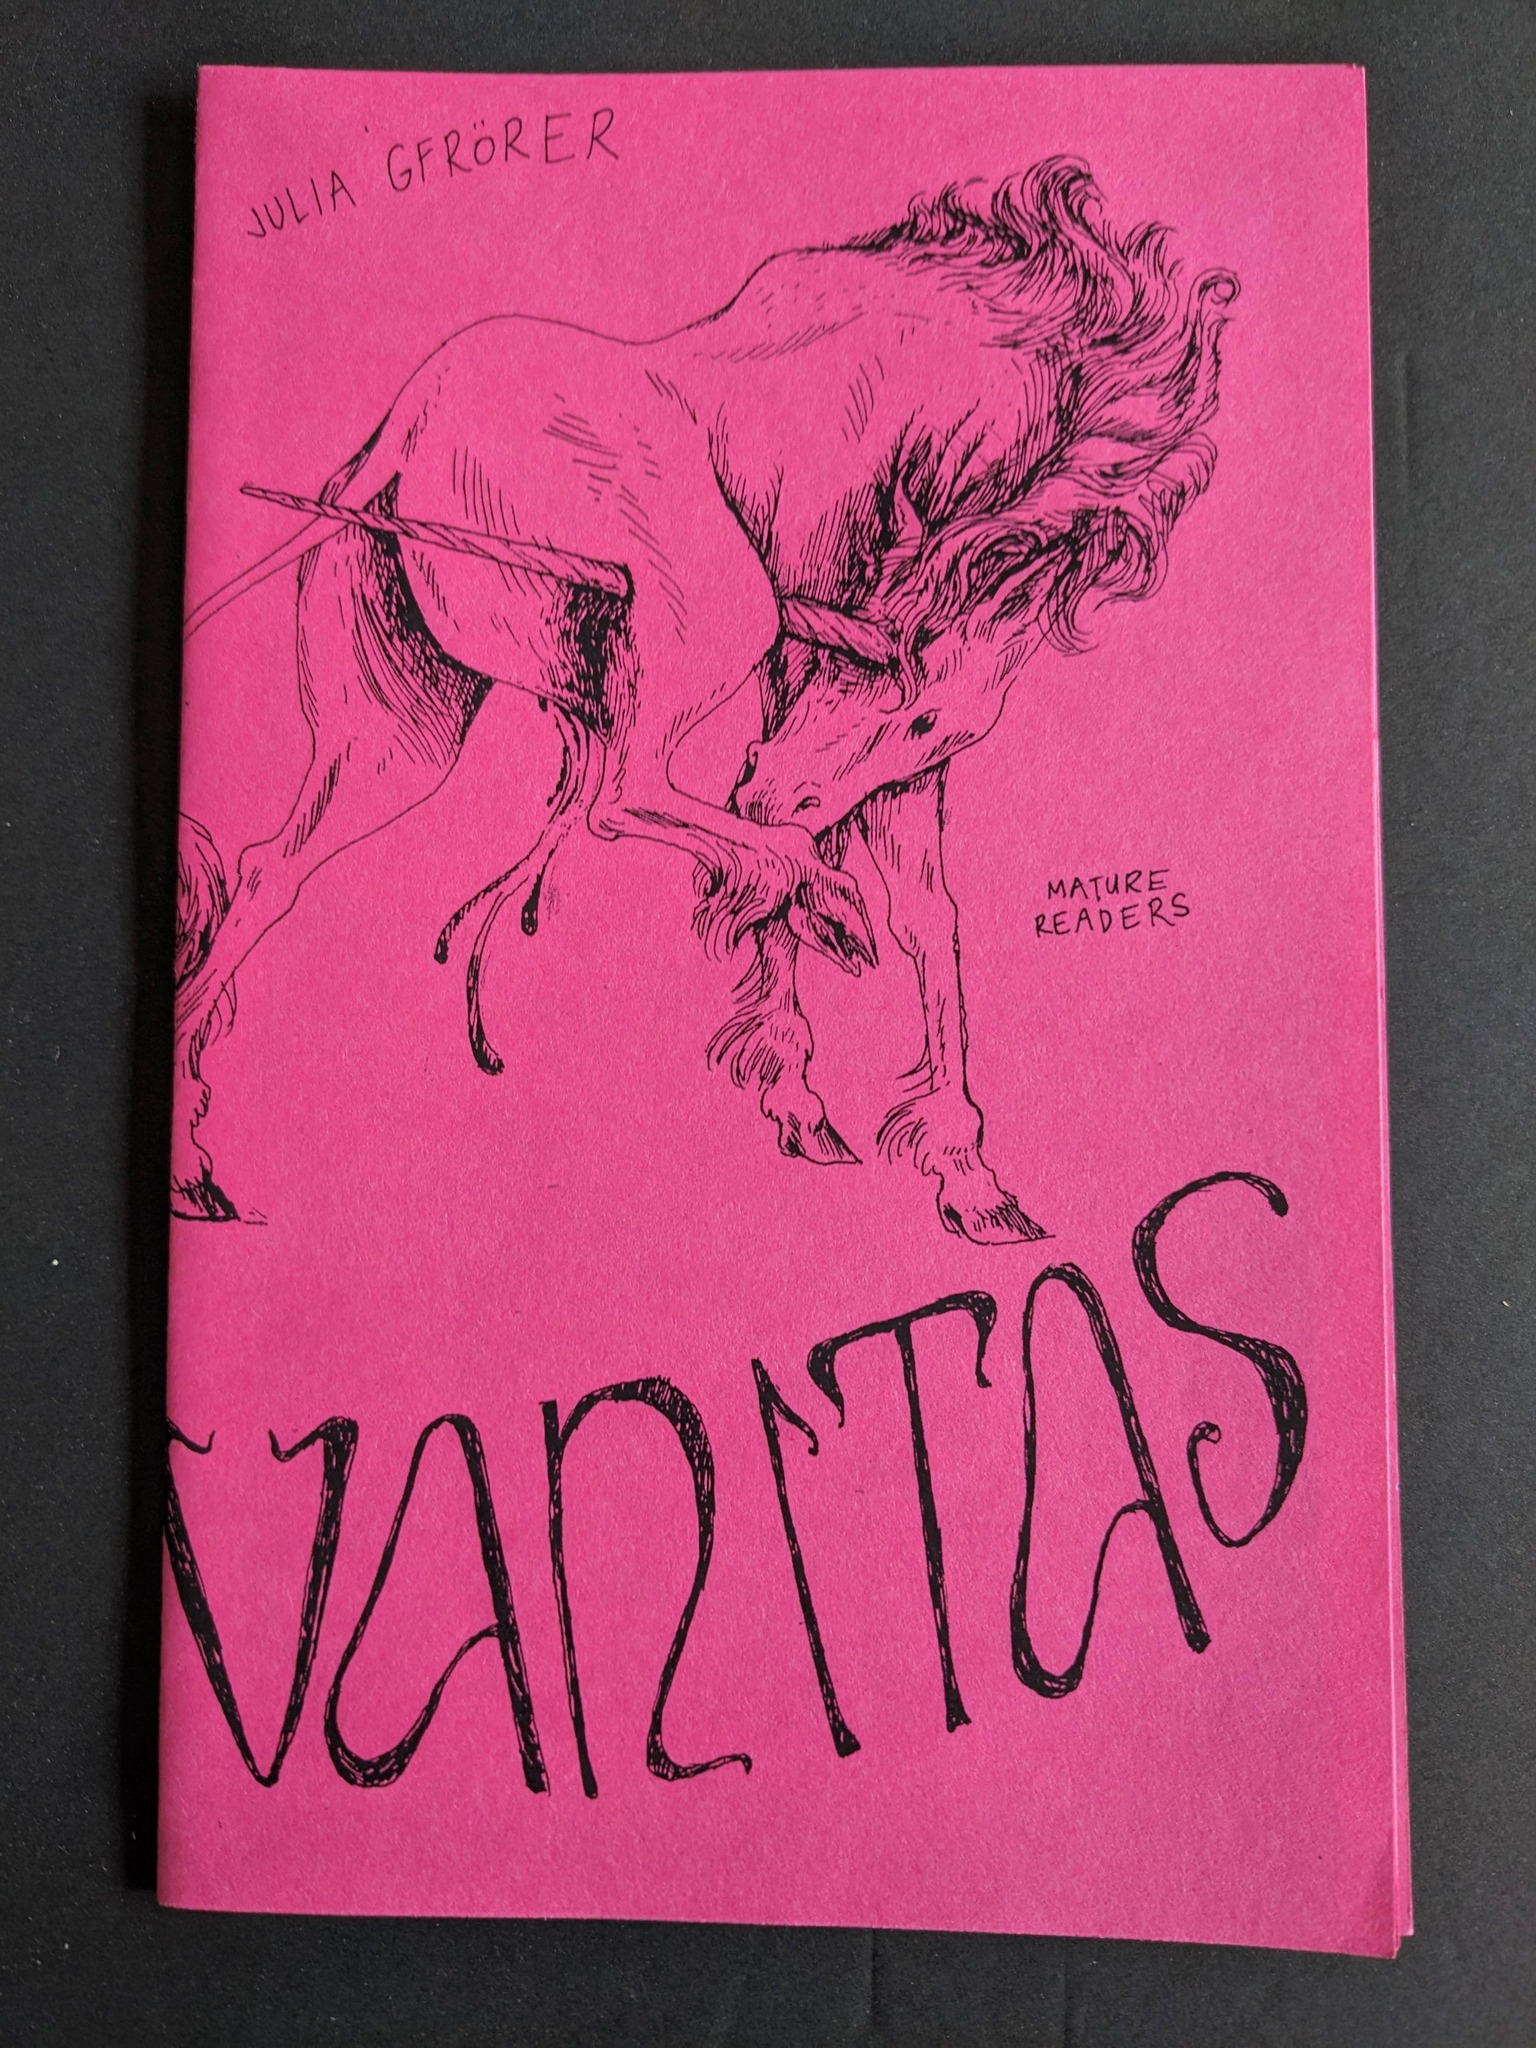 JULIA GFRÖRER
MATURE
READERS
VANITAS